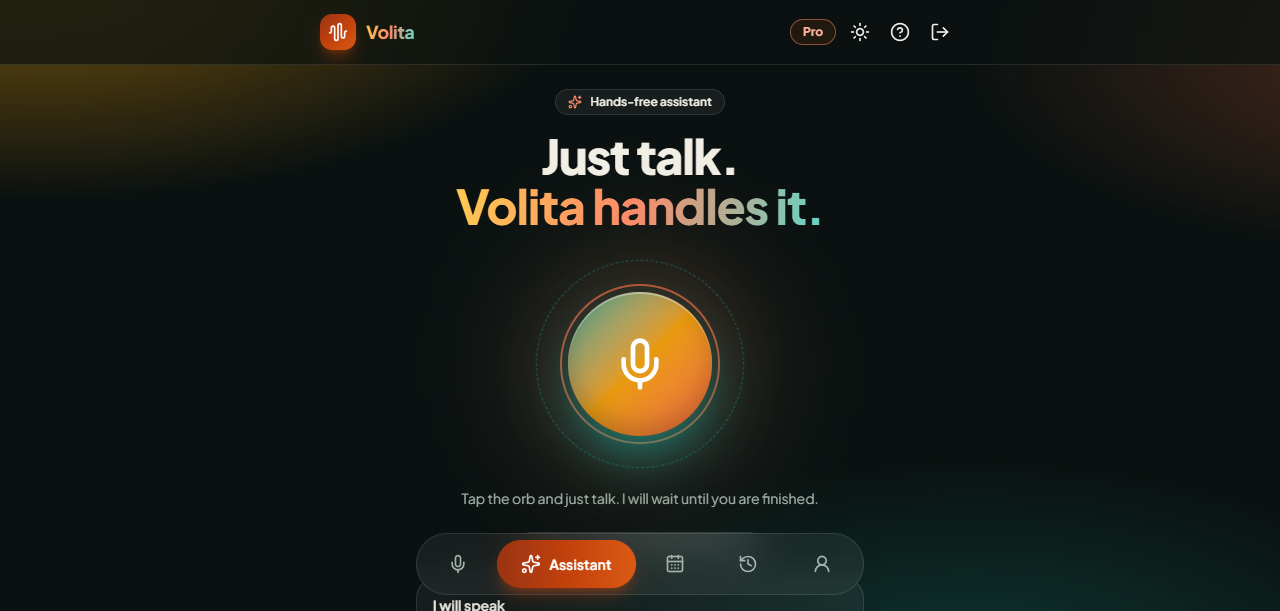 Volita
Pro
Hands-free assistant
Just talk.
Volita handles it.
Tap the orb and just talk. I will wait until you are finished.
Assistant
I will speak